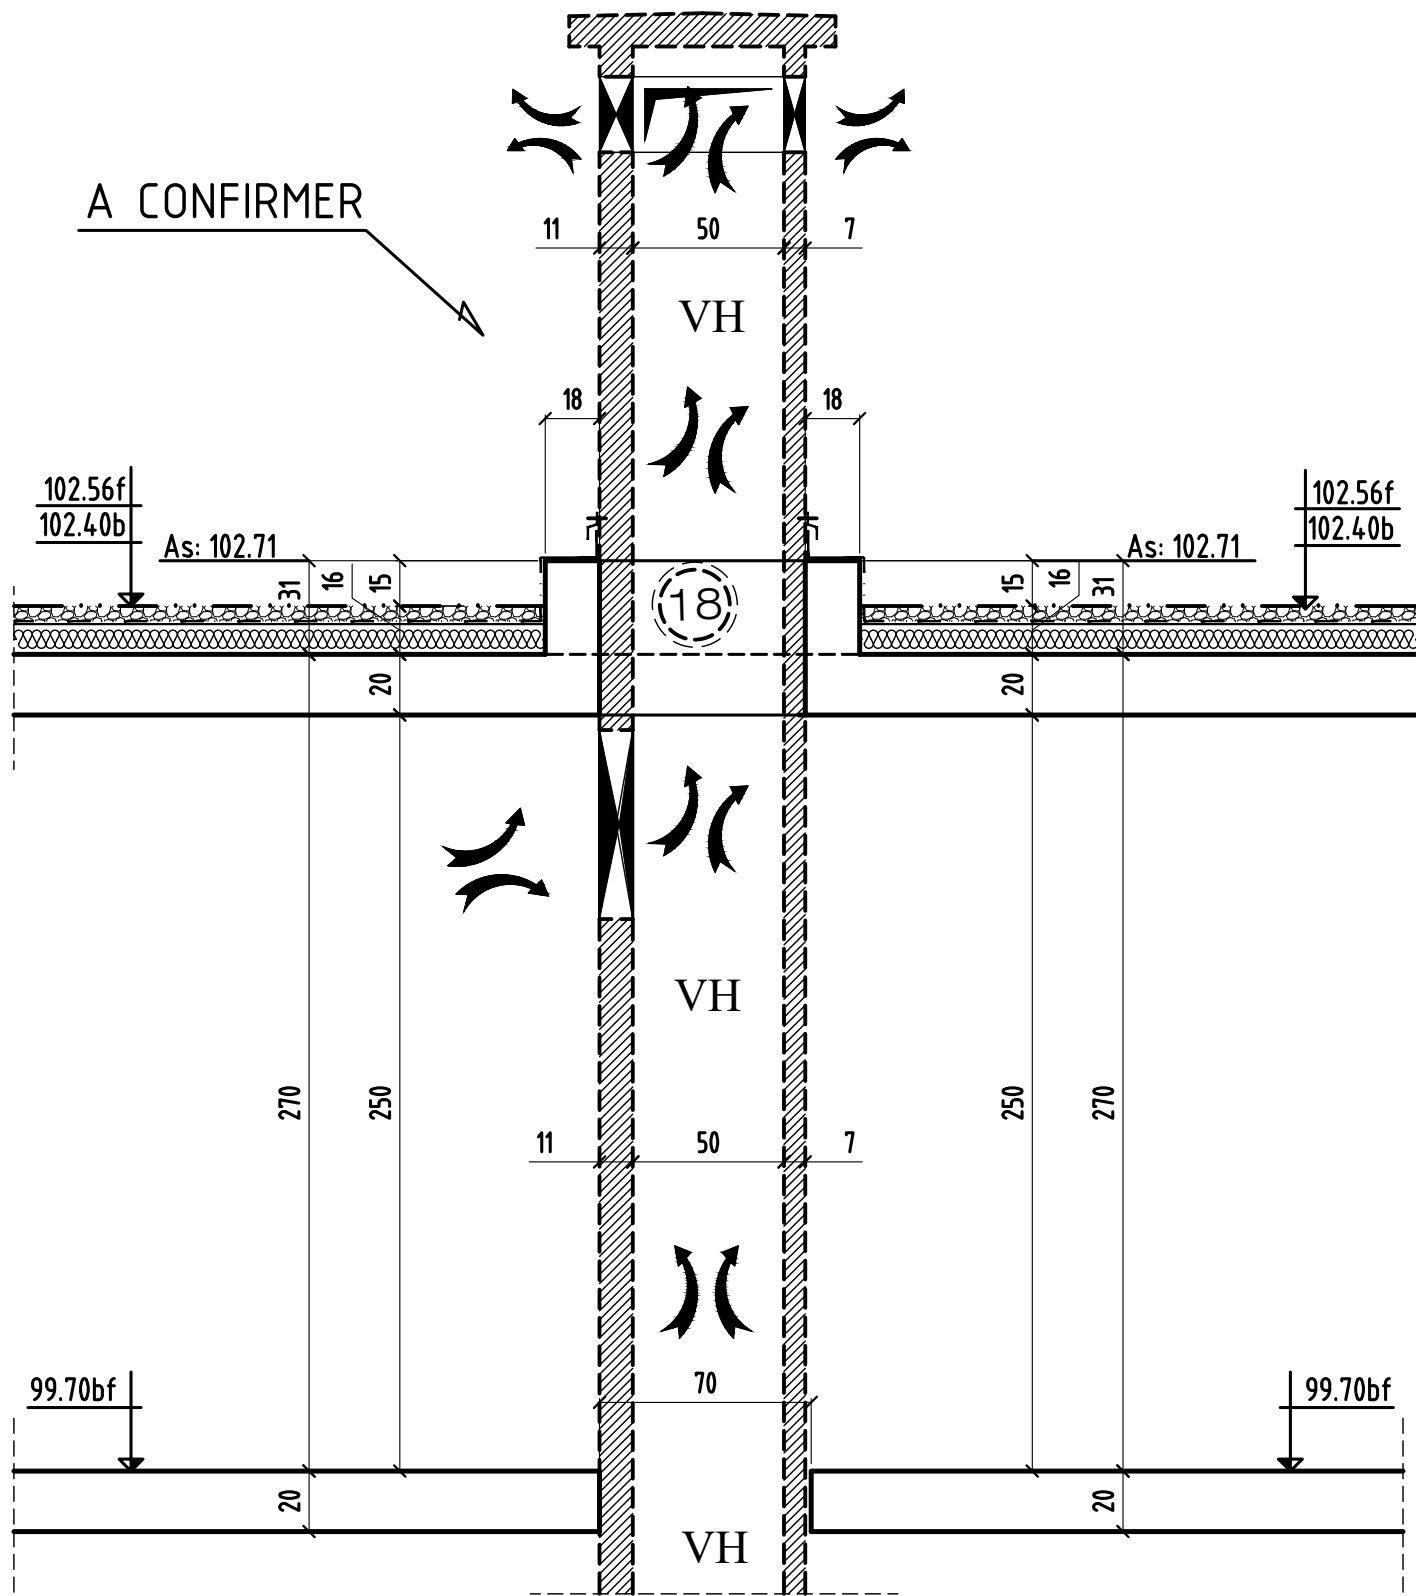 A CONFIRMER
11 50 7
VH
18 18
102.56f 102.56f
102.40b 102.40b
As: 102.71 As: 102.71
31 16 15 18 15 16 31
20 20
VH
270 250 250 270
11 50 7
70
99.70bf 99.70bf
20 20
VH